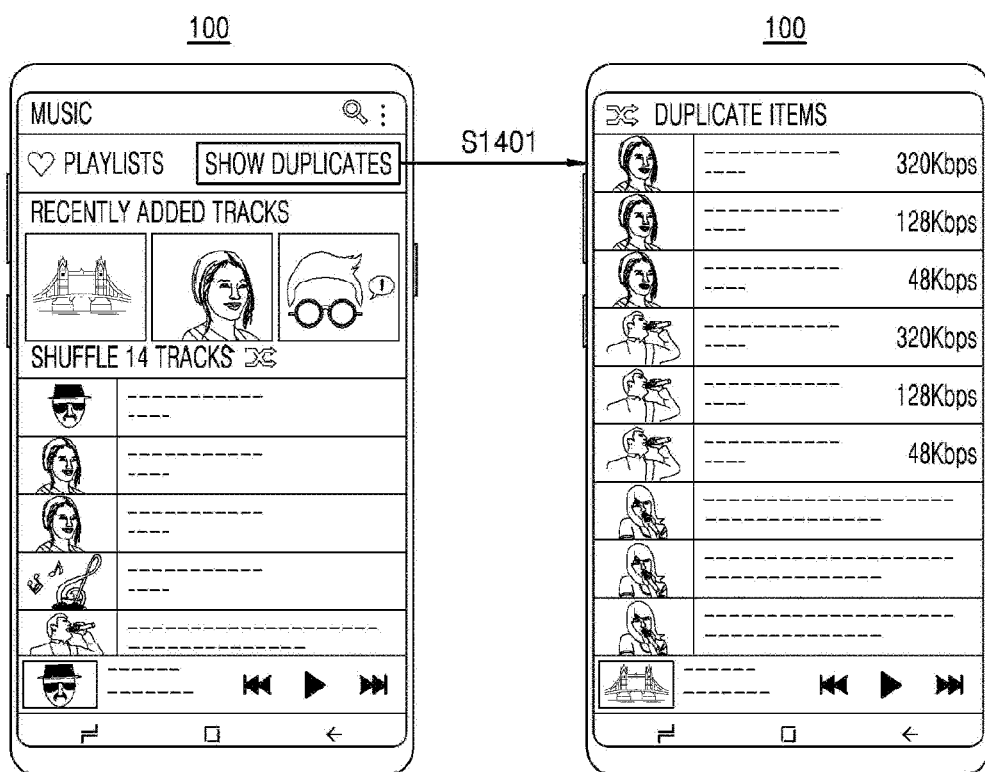 100
MUSIC
PLAYLISTS SHOW DUPLICATES
RECENTLY ADDED TRACKS
!
SHUFFLE 14 TRACKS
S1401
100
DUPLICATE ITEMS
320Kbps
128Kbps
48Kbps
320Kbps
128Kbps
48Kbps